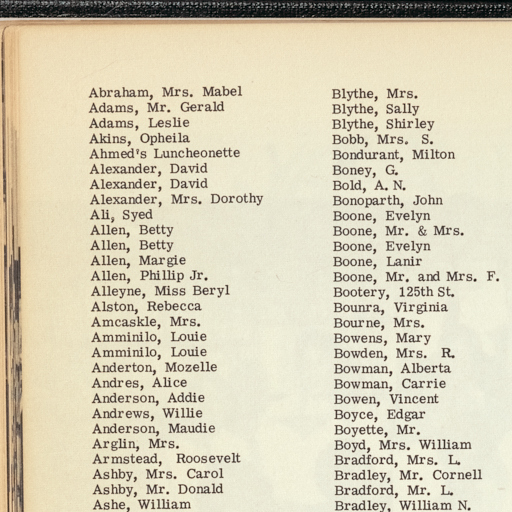 Abraham, Mrs. Mabel
Adams, Mr. Gerald
Adams, Leslie
Akins, Opheila
Ahmed's Luncheonette
Alexander, David
Alexander, David
Alexander, Mrs. Dorothy
Ali, Syed
Allen, Betty
Allen, Betty
Allen, Margie
Allen, Phillip Jr.
Alleyne, Miss Beryl
Alston, Rebecca
Amcaskle, Mrs.
Amminilo, Louie
Amminilo, Louie
Anderton, Mozelle
Andres, Alice
Anderson, Addie
Andrews, Willie
Anderson, Maudie
Arglin, Mrs.
Armstead, Roosevelt
Ashby, Mrs. Carol
Ashby, Mr. Donald
Ashe, William
Blythe, Mrs.
Blythe, Sally
Blythe, Shirley
Bobb, Mrs. S.
Bondurant, Milton
Boney, G.
Bold, A. N.
Bonoparth, John
Boone, Evelyn
Boone, Mr. & Mrs.
Boone, Evelyn
Boone, Lanir
Boone, Mr. and Mrs. F.
Bootery, 125th St.
Bounra, Virginia
Bourne, Mrs.
Bowens, Mary
Bowden, Mrs. R.
Bowman, Alberta
Bowman, Carrie
Bowen, Vincent
Boyce, Edgar
Boyette, Mr.
Boyd, Mrs. William
Bradford, Mrs. L.
Bradley, Mr. Cornell
Bradford, Mr. L.
Bradley, William N.